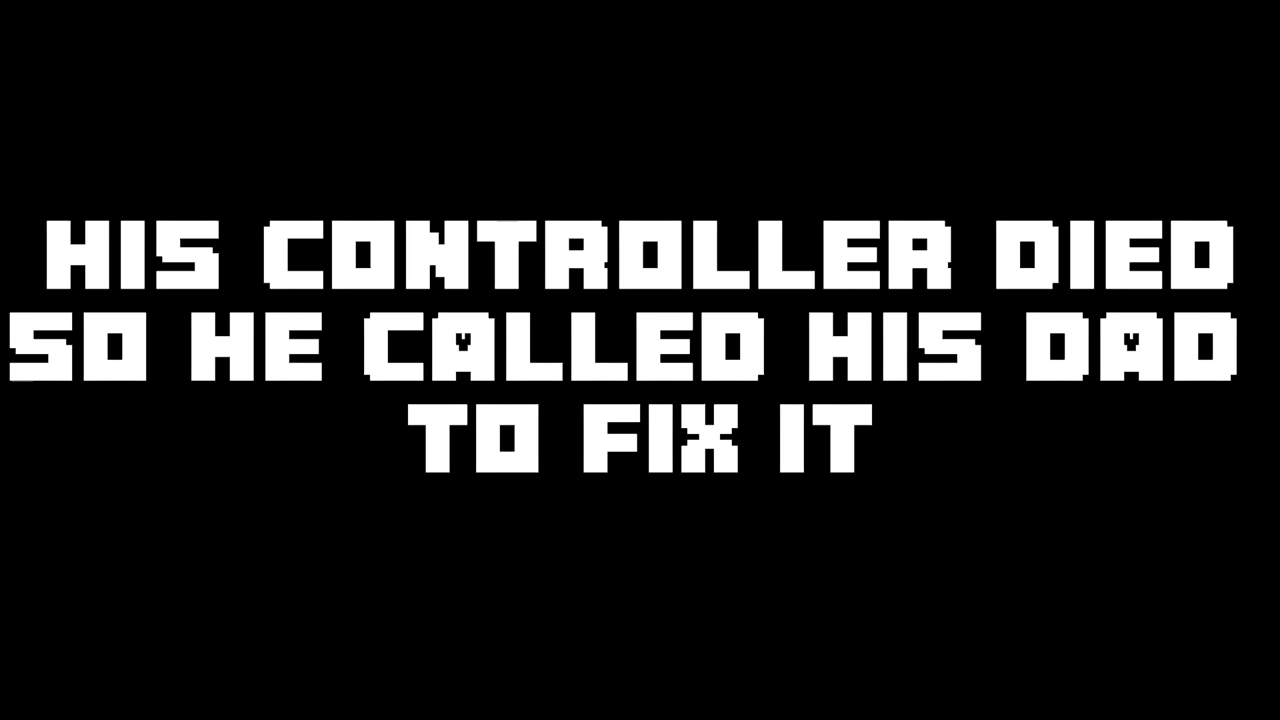 HIS CONTROLLER DIED
SO HE CALLED HIS DAD
TO FIX IT